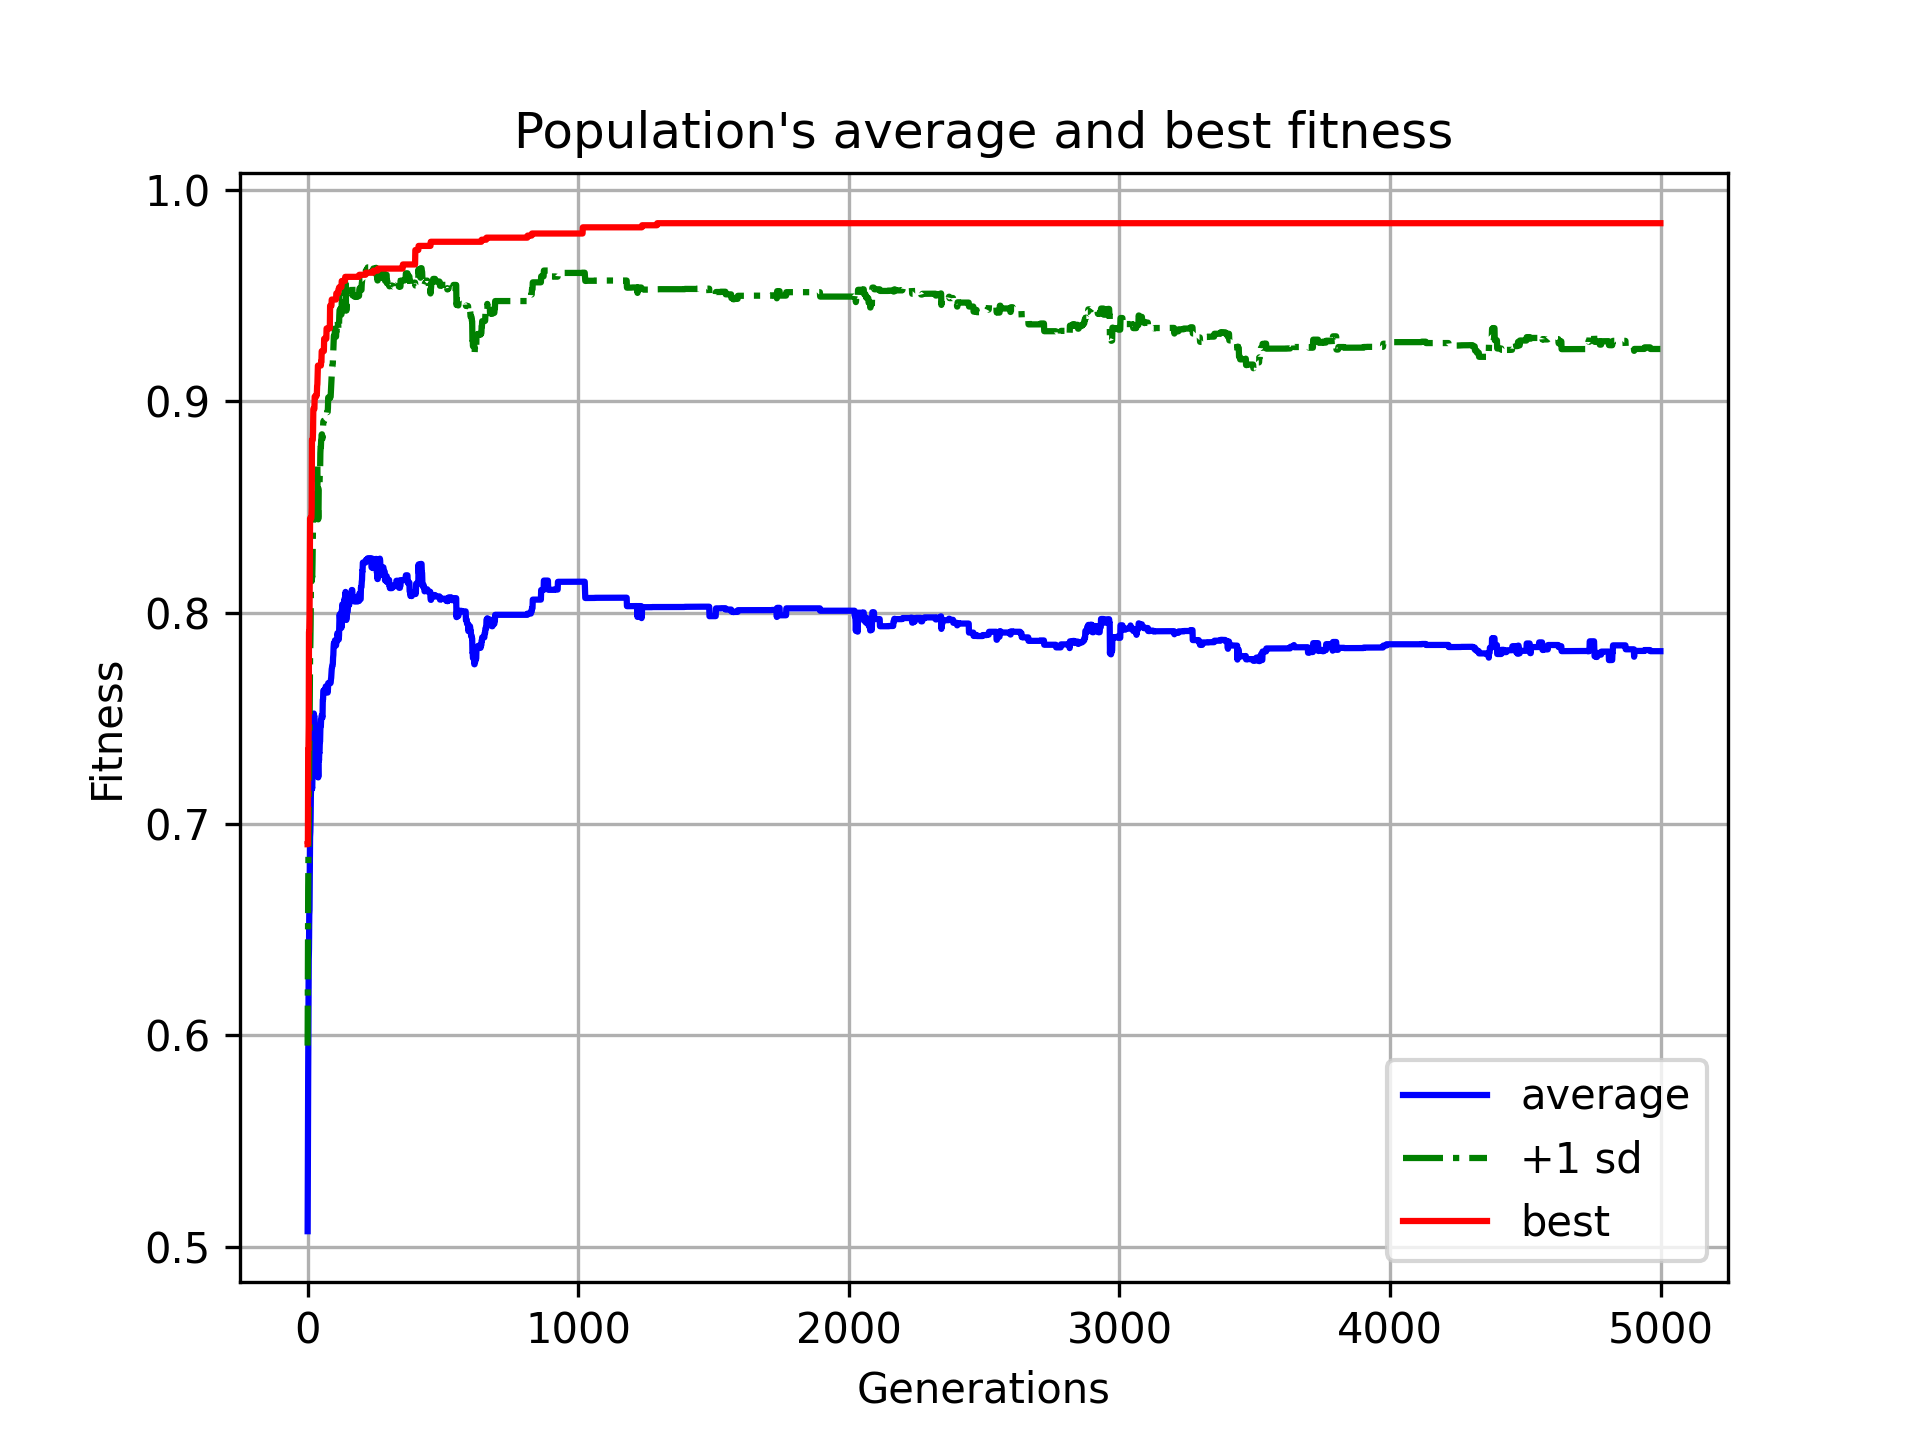 Population's average and best fitness
1.0
0.9
0.8
0.7
0.6
0.5
Fitness
0 1000 2000 3000 4000 5000
Generations
average
+1 sd
best